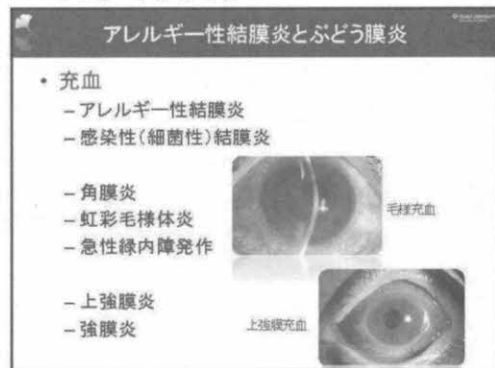 アレルギー性結膜炎とぶどう膜炎
• 充血
– アレルギー性結膜炎
– 感染性(細菌性)結膜炎
– 角膜炎
– 虹彩毛様体炎
– 急性緑内障発作
毛様充血
– 上強膜炎
– 強膜炎
上強膜充血